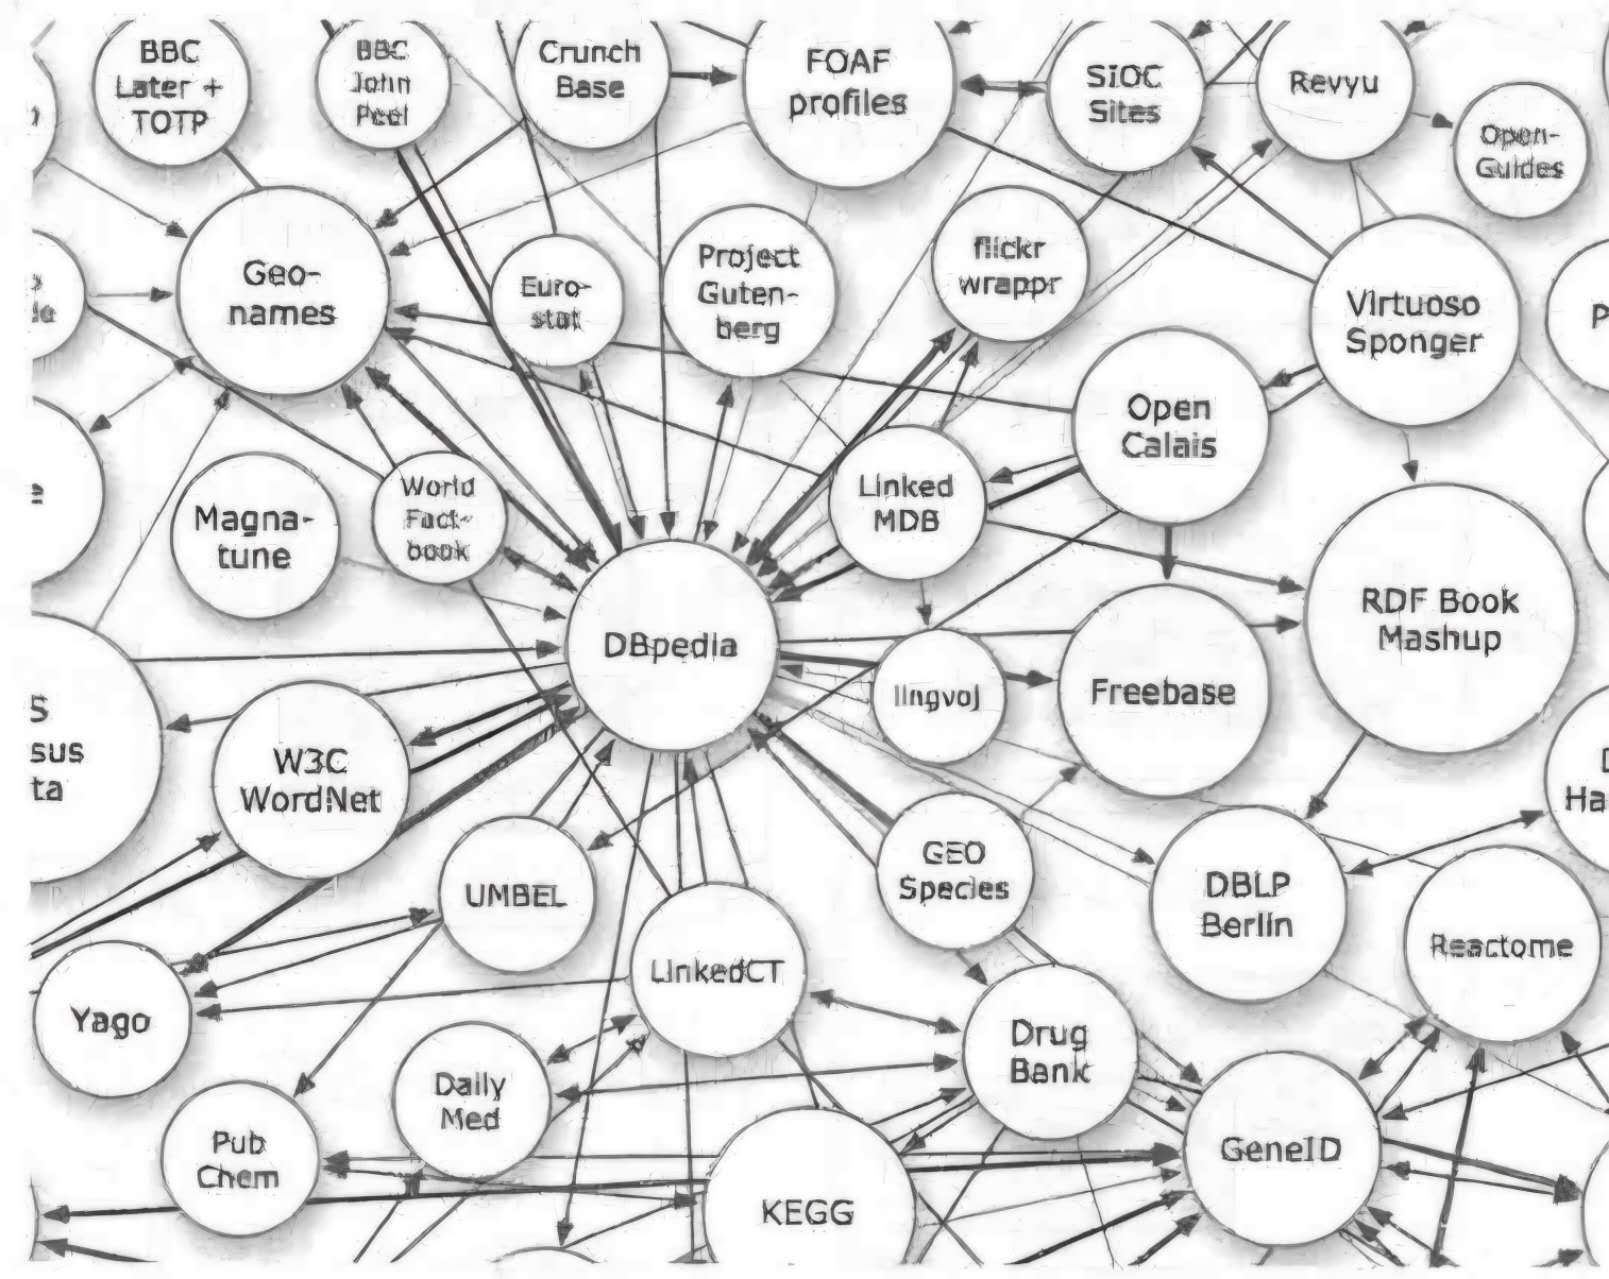 BBC
Later +
TOTP
BBC
John
Peel
Crunch
Base
FOAF
profiles
SIOC
Sites
Revyu
Open-
Guides
Geo-
names
Euro-
stat
Project
Guten-
berg
flickr
wrappr
Virtuoso
Sponger
Open
Calais
Magna-
tune
World
Fact-
book
Linked
MDB
RDF Book
Mashup
DBpedia
lingvoj
Freebase
S
sus
ta
W3C
WordNet
Ha
UMBEL
GEO
Species
DBLP
Berlin
Reactome
LinkedCT
Yago
Drug
Bank
Daily
Med
Pub
Chem
GeneID
KEGG